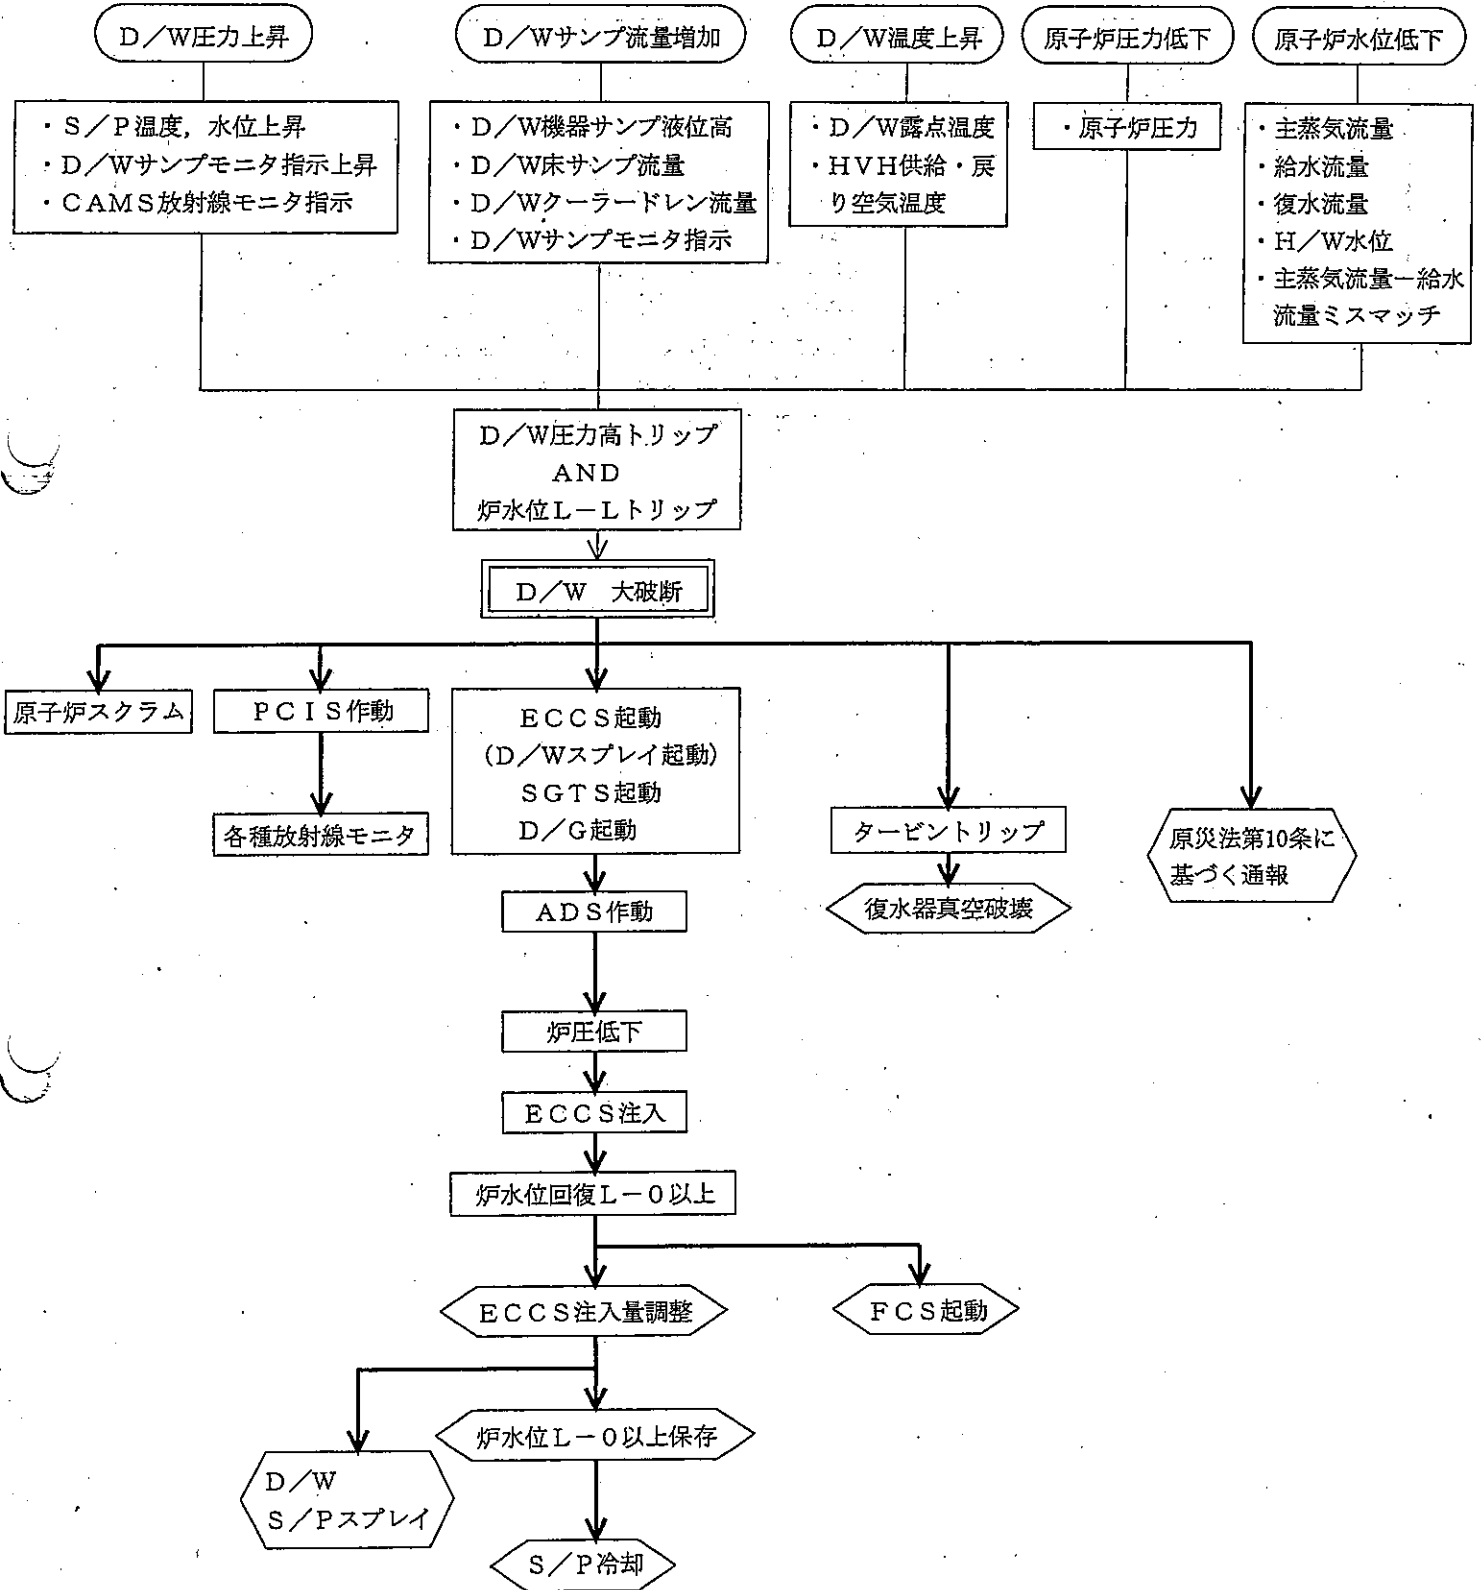 D／W圧力上昇
D／Wサンプ流量増加
D／W温度上昇
原子炉圧力低下
原子炉水位低下
・S／P温度，水位上昇
・D／Wサンプモニタ指示上昇
・CAMS放射線モニタ指示
・D／W機器サンプ液位高
・D／W床サンプ流量
・D／Wクーラードレン流量
・D／Wサンプモニタ指示
・D／W露点温度
・HVH供給・戻
り空気温度
・原子炉圧力
・主蒸気流量
・給水流量
・復水流量
・H／W水位
・主蒸気流量－給水
流量ミスマッチ
D／W圧力高トリップ
AND
炉水位L－Lトリップ
D／W　大破断
原子炉スクラム
PCIS作動
各種放射線モニタ
ECCS起動
(D／Wスプレイ起動)
SGTS起動
D／G起動
タービントリップ
復水器真空破壊
原災法第10条に
基づく通報
ADS作動
炉圧低下
ECCS注入
炉水位回復L－0以上
ECCS注入量調整
FCS起動
炉水位L－0以上保存
D／W
S／Pスプレイ
S／P冷却